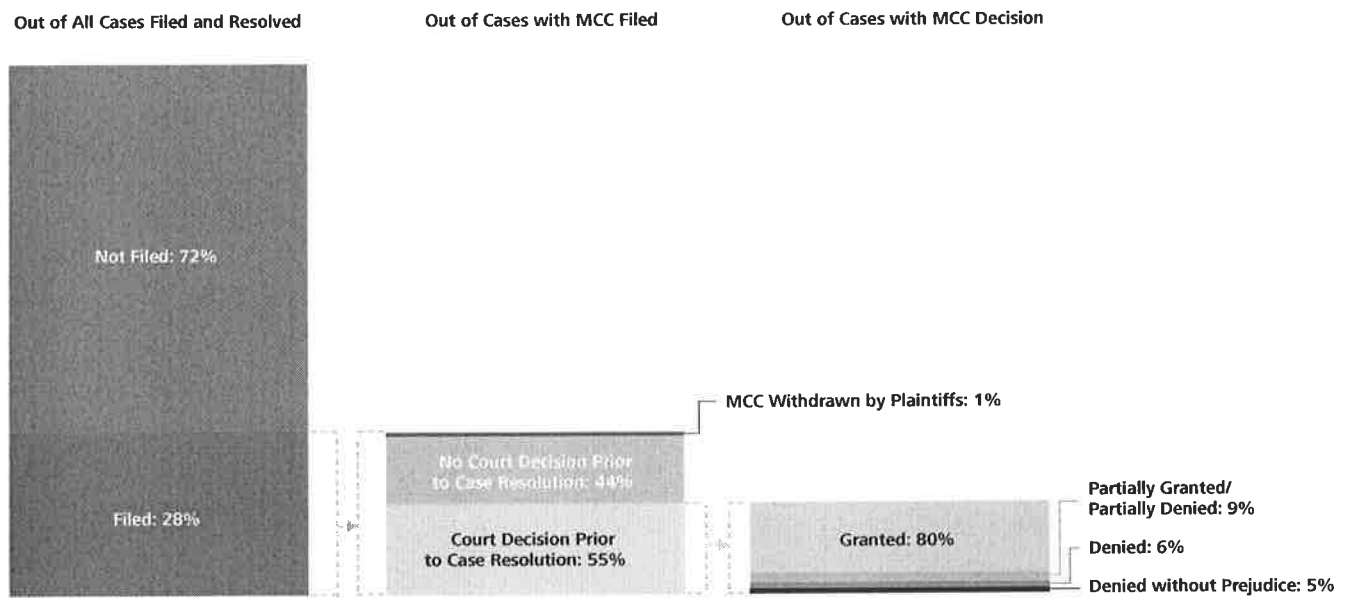 Out of All Cases Filed and Resolved
Out of Cases with MCC Filed
Out of Cases with MCC Decision
Not Filed: 72%
Filed: 28%
MCC Withdrawn by Plaintiffs: 1%
No Court Decision Prior
to Case Resolution: 44%
Court Decision Prior
to Case Resolution: 55%
Granted: 80%
Partially Granted/
Partially Denied: 9%
Denied: 6%
Denied without Prejudice: 5%